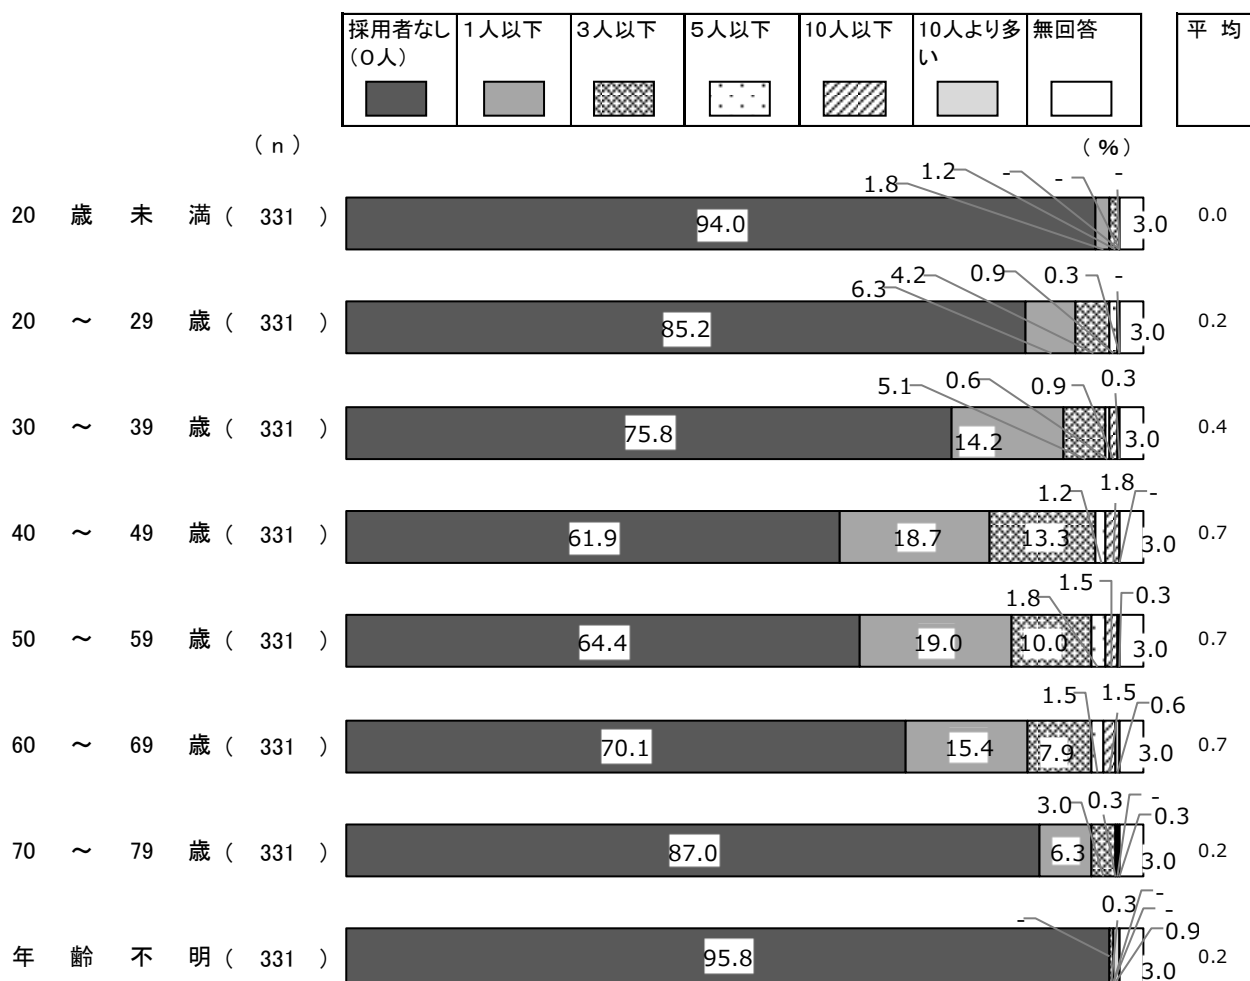 採用者なし(0人) 1人以下 3人以下 5人以下 10人以下 10人より多い 無回答 平 均
(n) (%)
1.8 1.2 - - -
20歳未満( 331 ) 94.0 3.0 0.0
6.3 4.2 0.9 0.3 -
20 ～ 29 歳( 331 ) 85.2 3.0 0.2
5.1 0.6 0.9 0.3
30 ～ 39 歳( 331 ) 75.8 14.2 3.0 0.4
1.2 1.8 -
40 ～ 49 歳( 331 ) 61.9 18.7 13.3 3.0 0.7
1.8 1.5 0.3
50 ～ 59 歳( 331 ) 64.4 19.0 10.0 3.0 0.7
1.5 1.5 0.6
60 ～ 69 歳( 331 ) 70.1 15.4 7.9 3.0 0.7
3.0 0.3 - 0.3
70 ～ 79 歳( 331 ) 87.0 6.3 3.0 0.2
- 0.3 - - 0.9
年齢不明( 331 ) 95.8 3.0 0.2